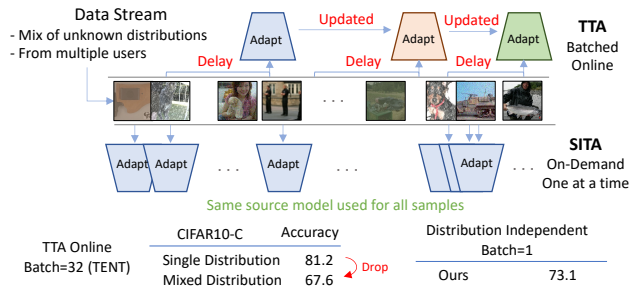 Data Stream
- Mix of unknown distributions
- From multiple users
Updated
Updated
Adapt
Adapt
Adapt
TTA
Batched
Online
Delay
Delay
Delay
. . .
Adapt
Adapt
Adapt
. . .
Adapt
. . .
Adapt
. . .
SITA
On-Demand
One at a time
Same source model used for all samples
TTA Online
Batch=32 (TENT)
CIFAR10-C Accuracy
Single Distribution 81.2
Mixed Distribution 67.6
Drop
Distribution Independent
Batch=1
Ours 73.1